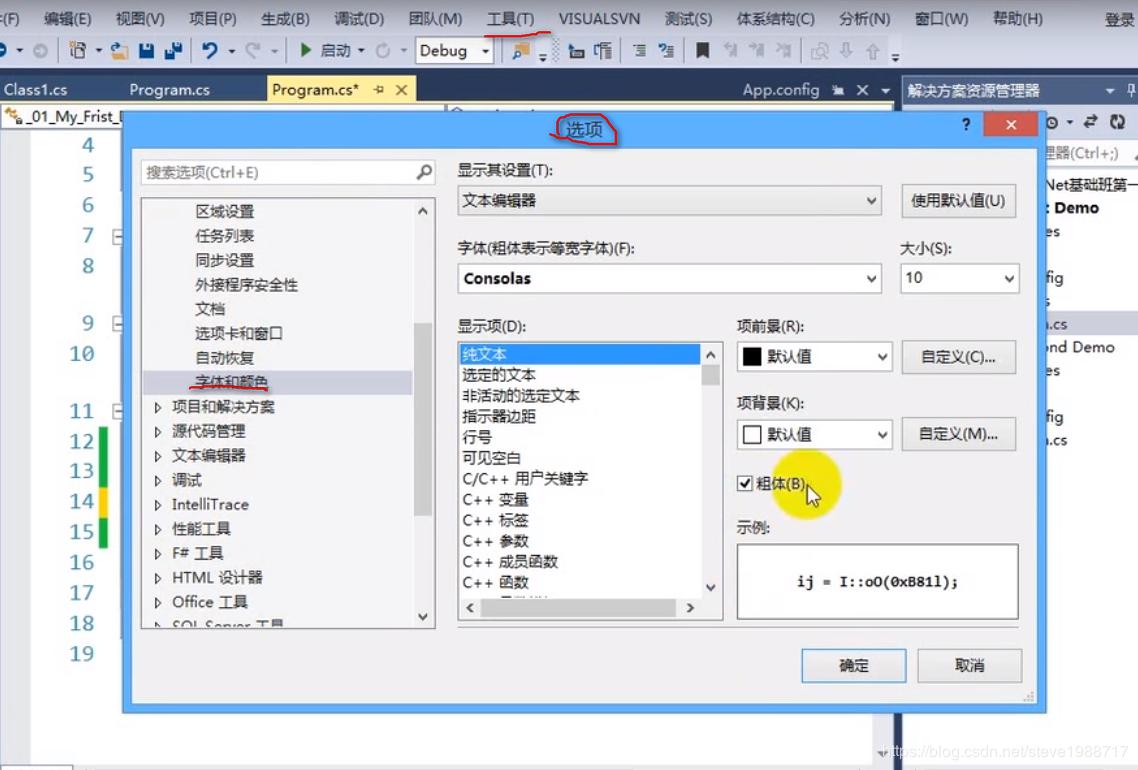 (F) 编辑(E) 视图(V) 项目(P) 生成(B) 调试(D) 团队(M) 工具(T) VISUALSVN 测试(S) 体系结构(C) 分析(N) 窗口(W) 帮助(H) 登录
启动 Debug
Class1.cs Program.cs Program.cs* App.config 解决方案资源管理器
_01_My_Frist_
选项
?
搜索选项(Ctrl+E)
区域设置
任务列表
同步设置
外接程序安全性
文档
选项卡和窗口
自动恢复
字体和颜色
项目和解决方案
源代码管理
文本编辑器
调试
IntelliTrace
性能工具
F# 工具
HTML 设计器
Office 工具
SQL Server 工具
显示其设置(T):
文本编辑器
使用默认值(U)
字体(粗体表示等宽字体)(F):
大小(S):
Consolas
10
显示项(D):
纯文本
选定的文本
非活动的选定文本
指示器边距
行号
可见空白
C/C++ 用户关键字
C++ 变量
C++ 标签
C++ 参数
C++ 成员函数
C++ 函数
项前景(R):
默认值
自定义(C)...
项背景(K):
默认值
自定义(M)...
粗体(B)
示例:
ij = I::oO(0xB81l);
确定
取消
4
5
6
7
8
9
10
11
12
13
14
15
16
17
18
19
理器(Ctrl+;)
Net基础班第一
: Demo
es
fig
s
.cs
ond Demo
es
fig
.cs
https://blog.csdn.net/steve1988717